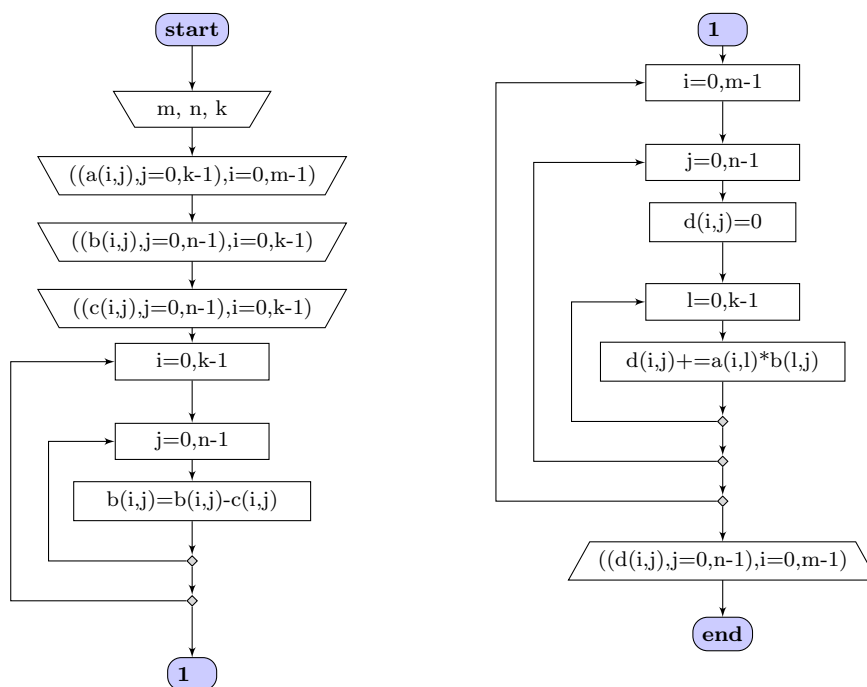 start
m, n, k
((a(i,j),j=0,k-1),i=0,m-1)
((b(i,j),j=0,n-1),i=0,k-1)
((c(i,j),j=0,n-1),i=0,k-1)
i=0,k-1
j=0,n-1
b(i,j)=b(i,j)-c(i,j)
1
1
i=0,m-1
j=0,n-1
d(i,j)=0
l=0,k-1
d(i,j)+=a(i,l)*b(l,j)
((d(i,j),j=0,n-1),i=0,m-1)
end